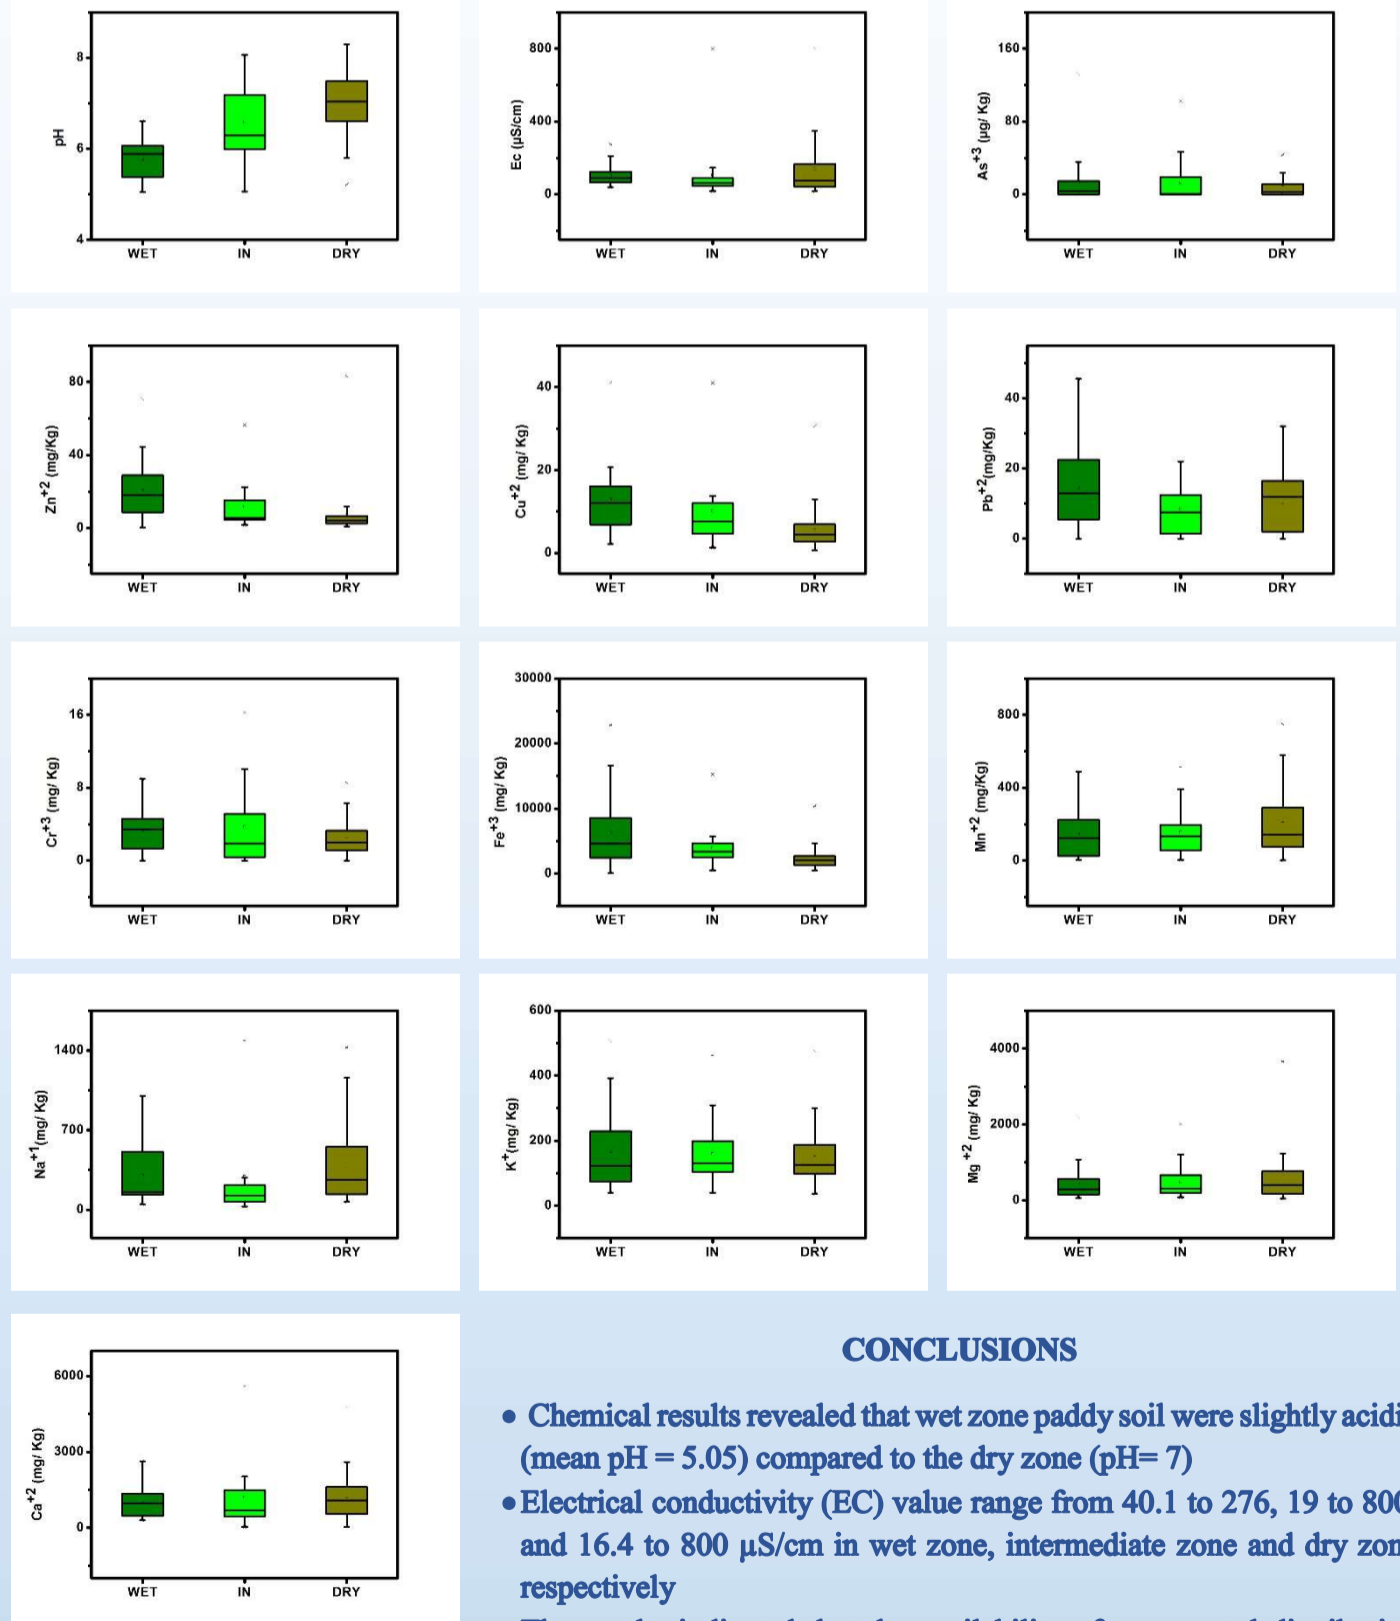 8
6
4
pH
WET IN DRY
800
400
0
Ec (µS/cm)
WET IN DRY
160
80
0
As+3 (µg/ Kg)
WET IN DRY
80
40
0
Zn+2 (mg/Kg)
WET IN DRY
40
20
0
Cu+2 (mg/ Kg)
WET IN DRY
40
20
0
Pb+2(mg/Kg)
WET IN DRY
16
8
0
Cr+3 (mg/ Kg)
WET IN DRY
30000
20000
10000
0
Fe+3 (mg/ Kg)
WET IN DRY
800
400
0
Mn+2 (mg/Kg)
WET IN DRY
1400
700
0
Na+1(mg/ Kg)
WET IN DRY
600
400
200
0
K+(mg/ Kg)
WET IN DRY
4000
2000
0
Mg +2 (mg/ Kg)
WET IN DRY
6000
3000
0
Ca+2 (mg/ Kg)
WET IN DRY
CONCLUSIONS
● Chemical results revealed that wet zone paddy soil were slightly acidi
(mean pH = 5.05) compared to the dry zone (pH= 7)
●Electrical conductivity (EC) value range from 40.1 to 276, 19 to 800
and 16.4 to 800 µS/cm in wet zone, intermediate zone and dry zon
respectively